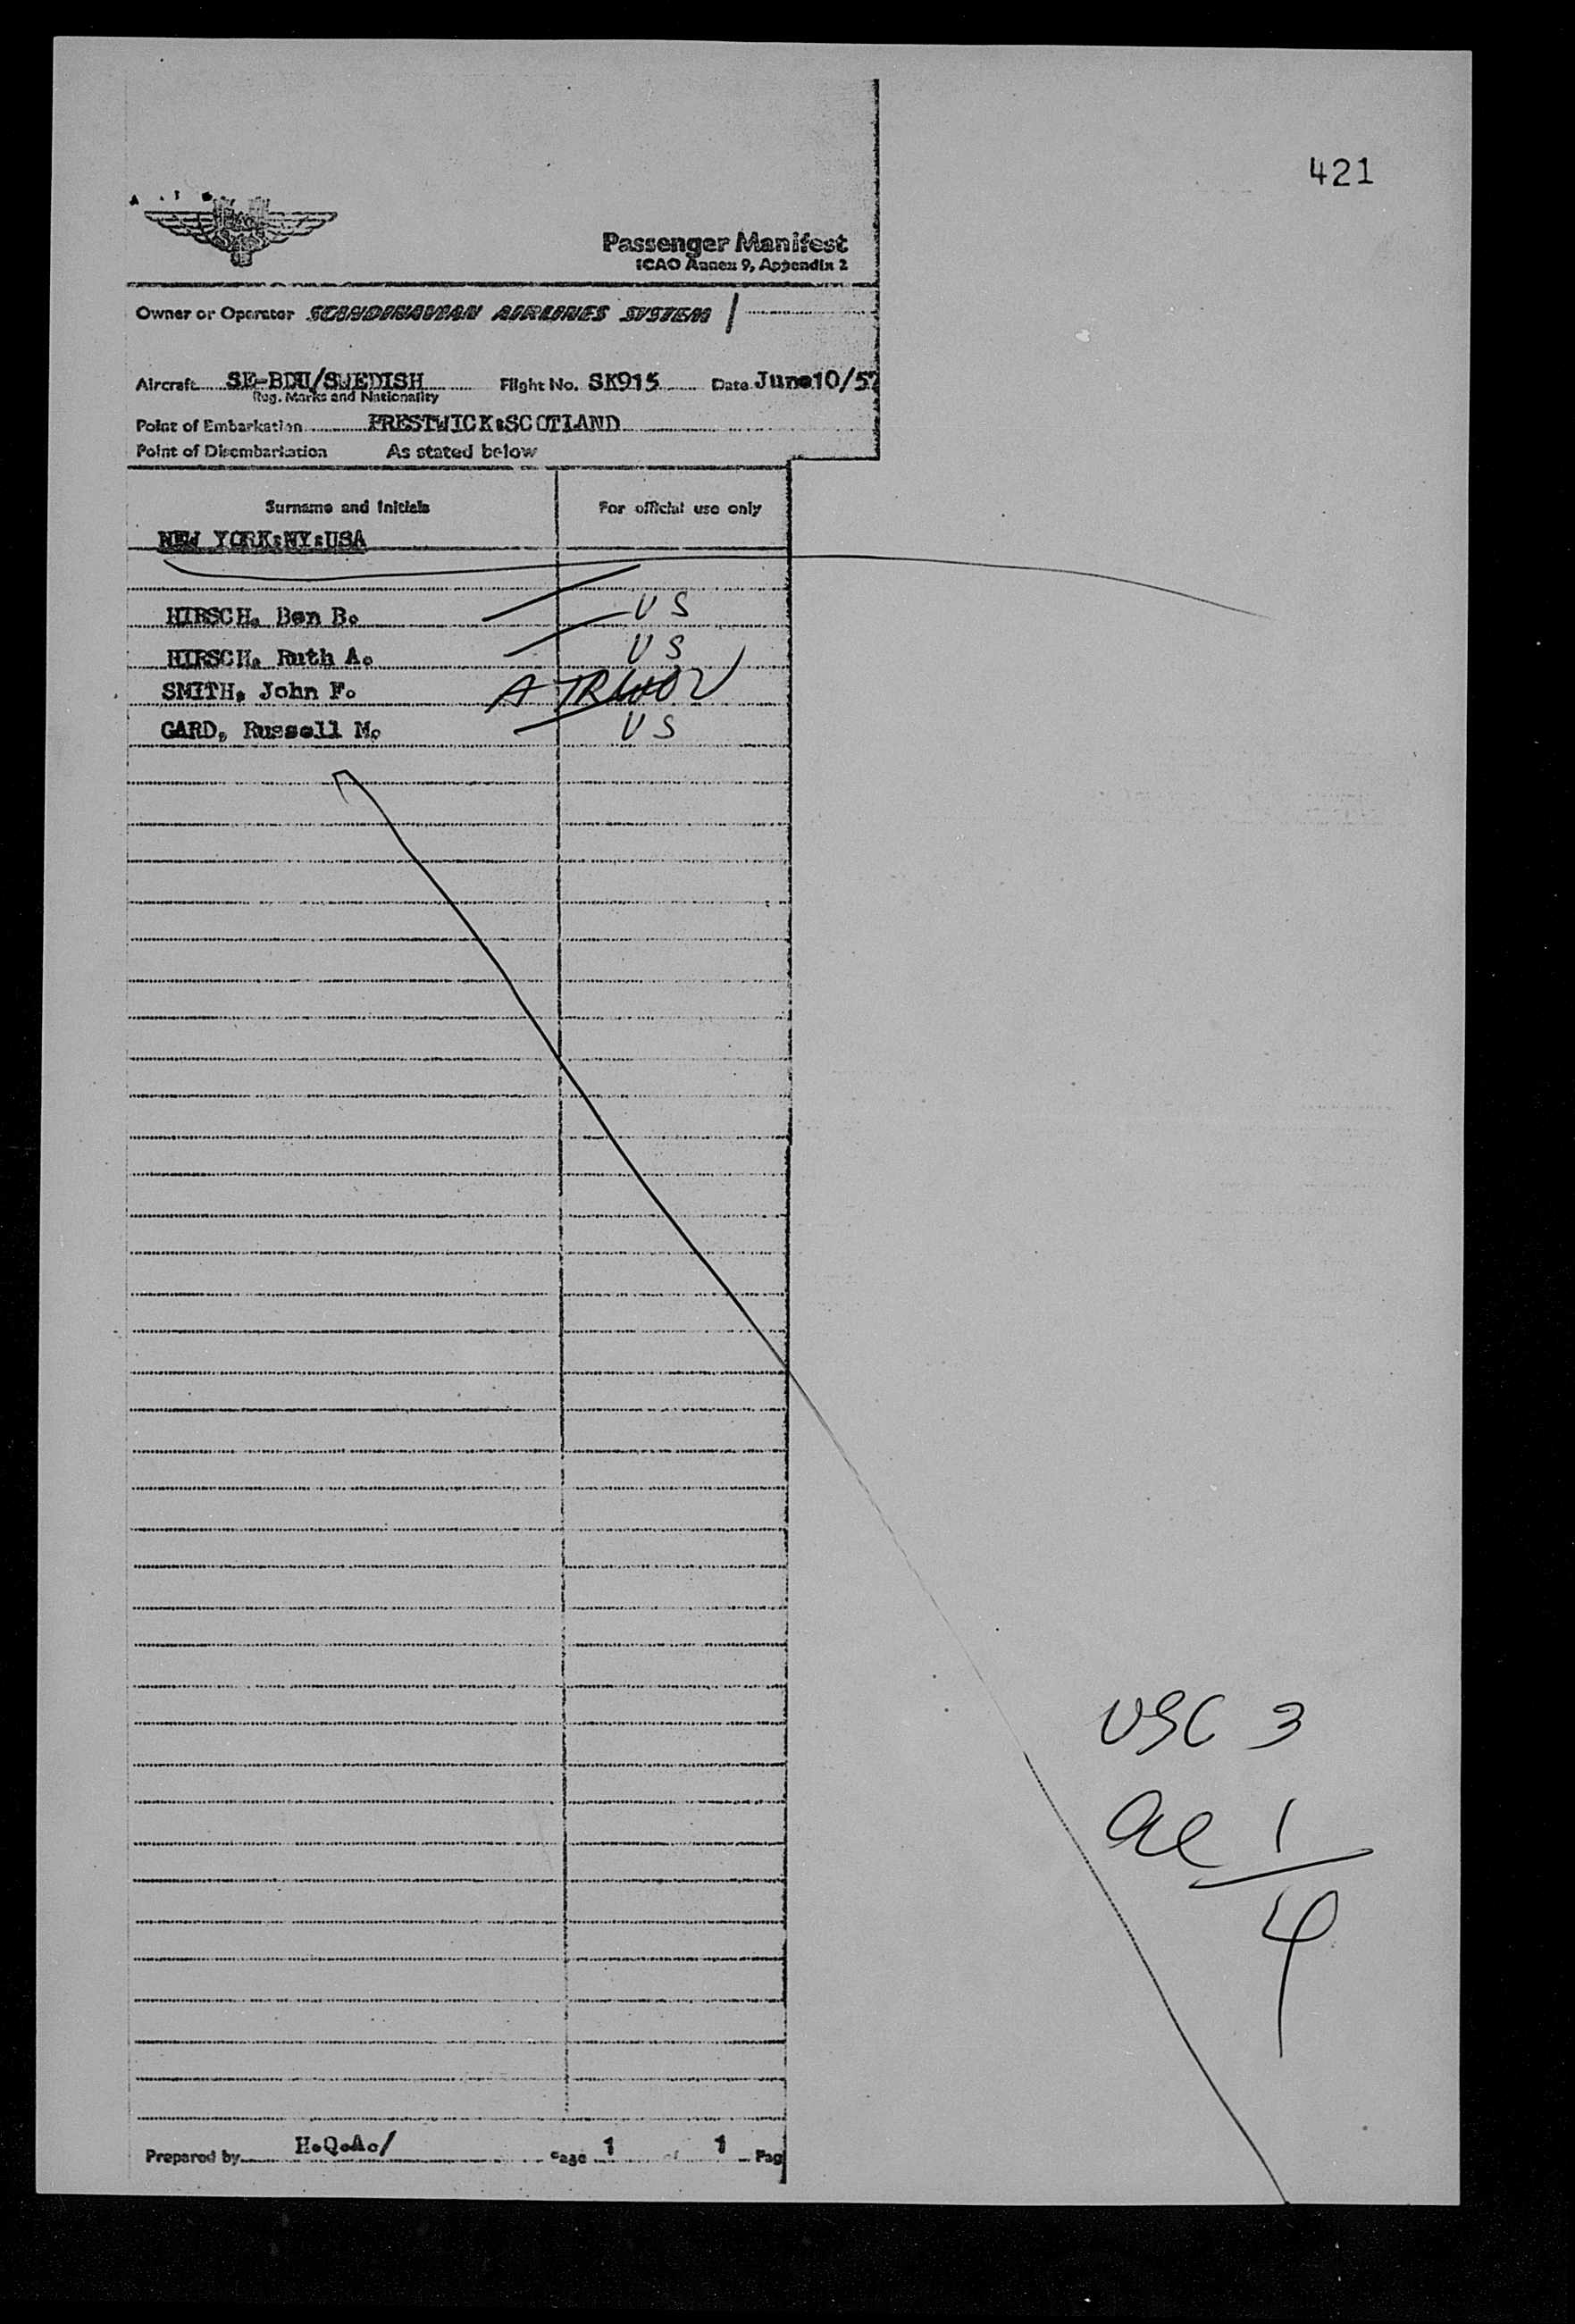 421
Passenger Manifest
ICAO Annex 9, Appendix 2
Owner or Operator SCANDINAVIAN AIRLINES SYSTEM
Aircraft SE-BDU/SWEDISH Flight No. SK915 Date June10/57
Reg. Marks and Nationality
Point of Embarkation PRESTWICK:SCOTLAND
Point of Disembarkation As stated below
Surname and Initials For official use only
NEW YORK:NY:USA
HIRSCH, Ben B. US
HIRSCH, Ruth A. US
SMITH, John F. A
GARD, Russell M. US
USC 3
al 1
4
Prepared by H.Q.A./ Page 1 of 1 Pag